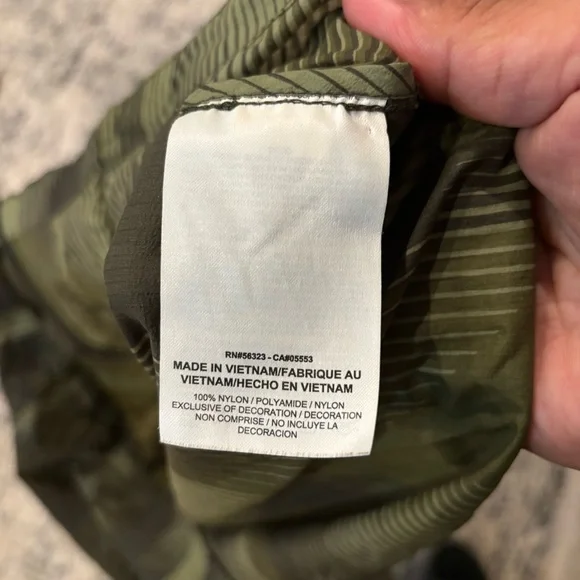 RN#56323 - CA#05553
MADE IN VIETNAM/FABRIQUE AU
VIETNAM/HECHO EN VIETNAM
100% NYLON / POLYAMIDE / NYLON
EXCLUSIVE OF DECORATION / DECORATION
NON COMPRISE / NO INCLUYE LA
DECORACION